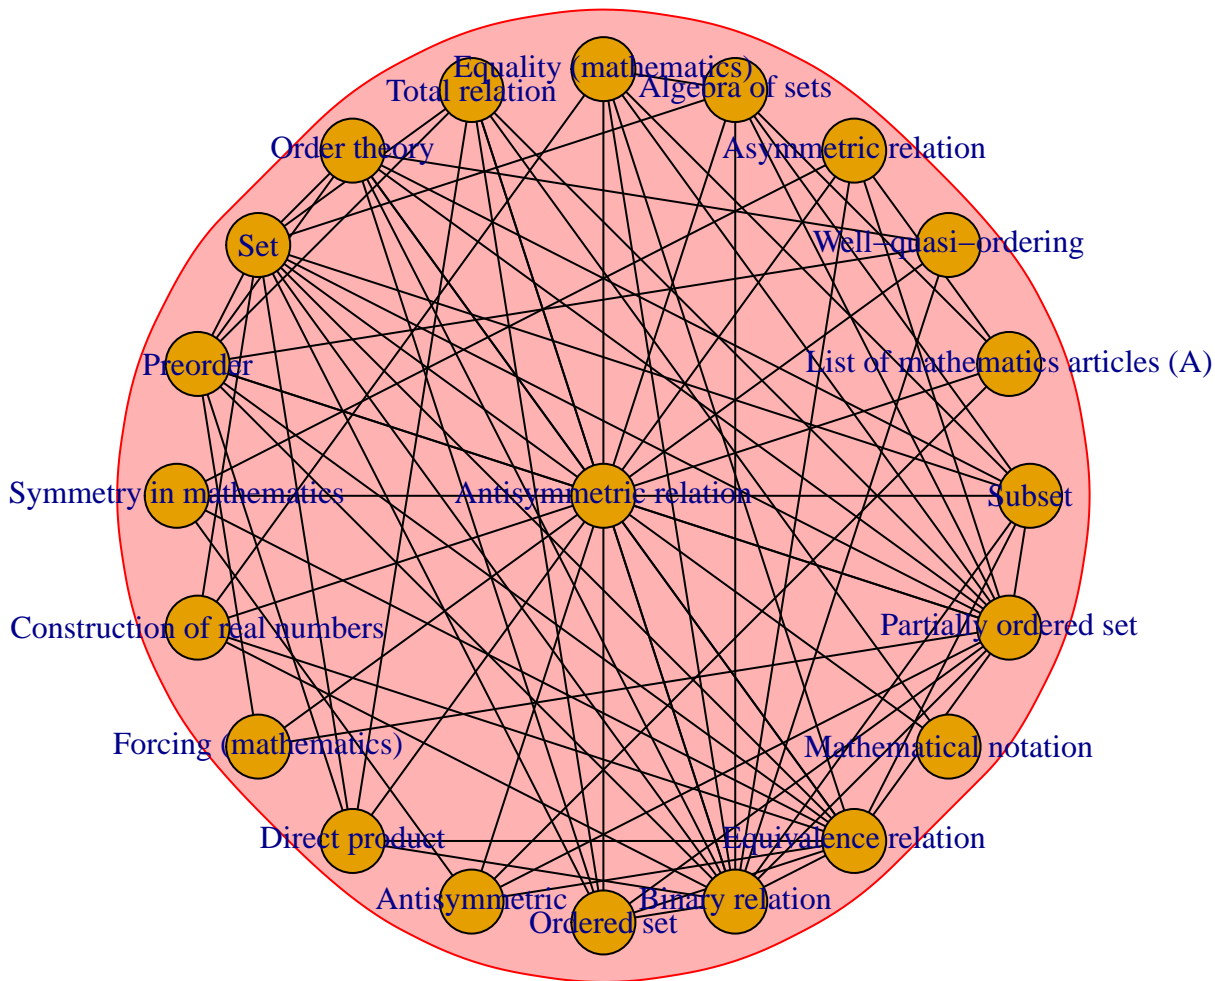 Equality (mathematics)
Algebra of sets
Total relation
Order theory
Asymmetric relation
Set
Well−quasi−ordering
Preorder
List of mathematics articles (A)
Symmetry in mathematics
Antisymmetric relation
Subset
Construction of real numbers
Partially ordered set
Forcing (mathematics)
Mathematical notation
Direct product
Equivalence relation
Antisymmetric
Binary relation
Ordered set